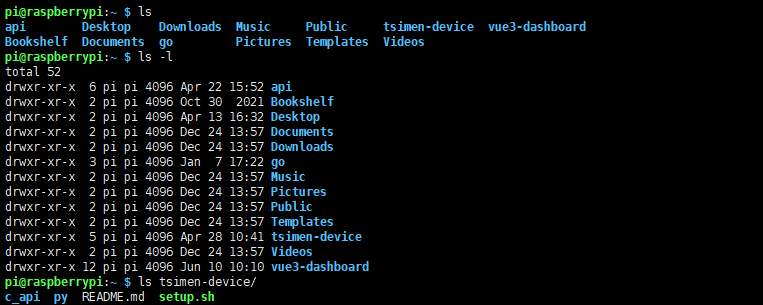 pi@raspberrypi:~ $ ls
api        Desktop    Downloads  Music     Public     tsimen-device  vue3-dashboard
Bookshelf  Documents  go         Pictures  Templates  Videos
pi@raspberrypi:~ $ ls -l
total 52
drwxr-xr-x  6 pi pi 4096 Apr 22 15:52 api
drwxr-xr-x  2 pi pi 4096 Oct 30  2021 Bookshelf
drwxr-xr-x  2 pi pi 4096 Apr 13 16:32 Desktop
drwxr-xr-x  2 pi pi 4096 Dec 24 13:57 Documents
drwxr-xr-x  2 pi pi 4096 Dec 24 13:57 Downloads
drwxr-xr-x  3 pi pi 4096 Jan  7 17:22 go
drwxr-xr-x  2 pi pi 4096 Dec 24 13:57 Music
drwxr-xr-x  2 pi pi 4096 Dec 24 13:57 Pictures
drwxr-xr-x  2 pi pi 4096 Dec 24 13:57 Public
drwxr-xr-x  2 pi pi 4096 Dec 24 13:57 Templates
drwxr-xr-x  5 pi pi 4096 Apr 28 10:41 tsimen-device
drwxr-xr-x  2 pi pi 4096 Dec 24 13:57 Videos
drwxr-xr-x 12 pi pi 4096 Jun 10 10:10 vue3-dashboard
pi@raspberrypi:~ $ ls tsimen-device/
c_api  py  README.md  setup.sh